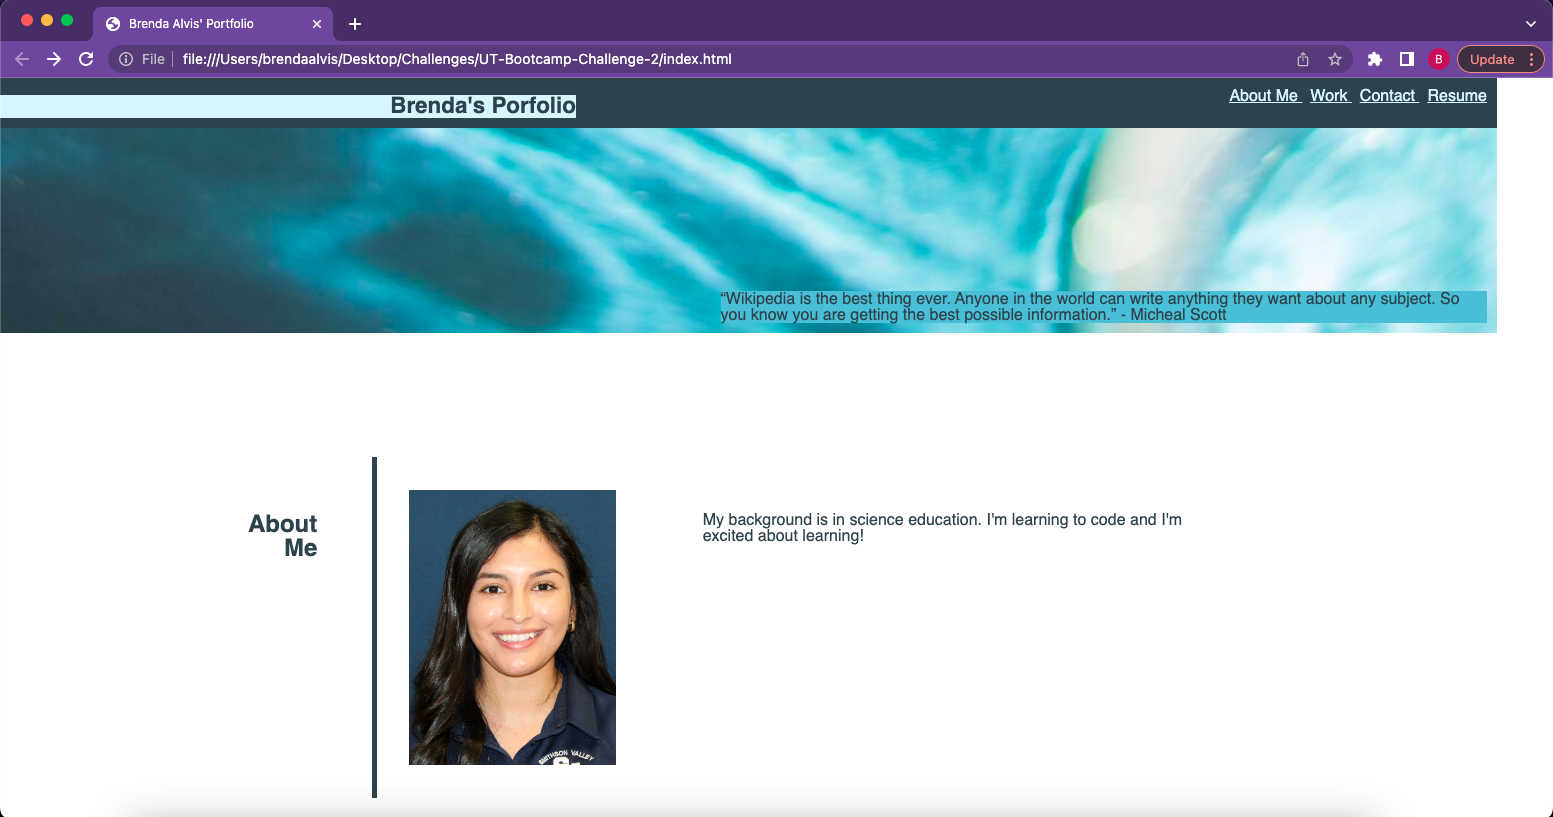 Brenda Alvis' Portfolio
File
file:///Users/brendaalvis/Desktop/Challenges/UT-Bootcamp-Challenge-2/index.html
B
Update
Brenda's Porfolio
About Me Work Contact Resume
“Wikipedia is the best thing ever. Anyone in the world can write anything they want about any subject. So
you know you are getting the best possible information.” - Micheal Scott
About
Me
My background is in science education. I'm learning to code and I'm
excited about learning!
SMITHSON VALLEY